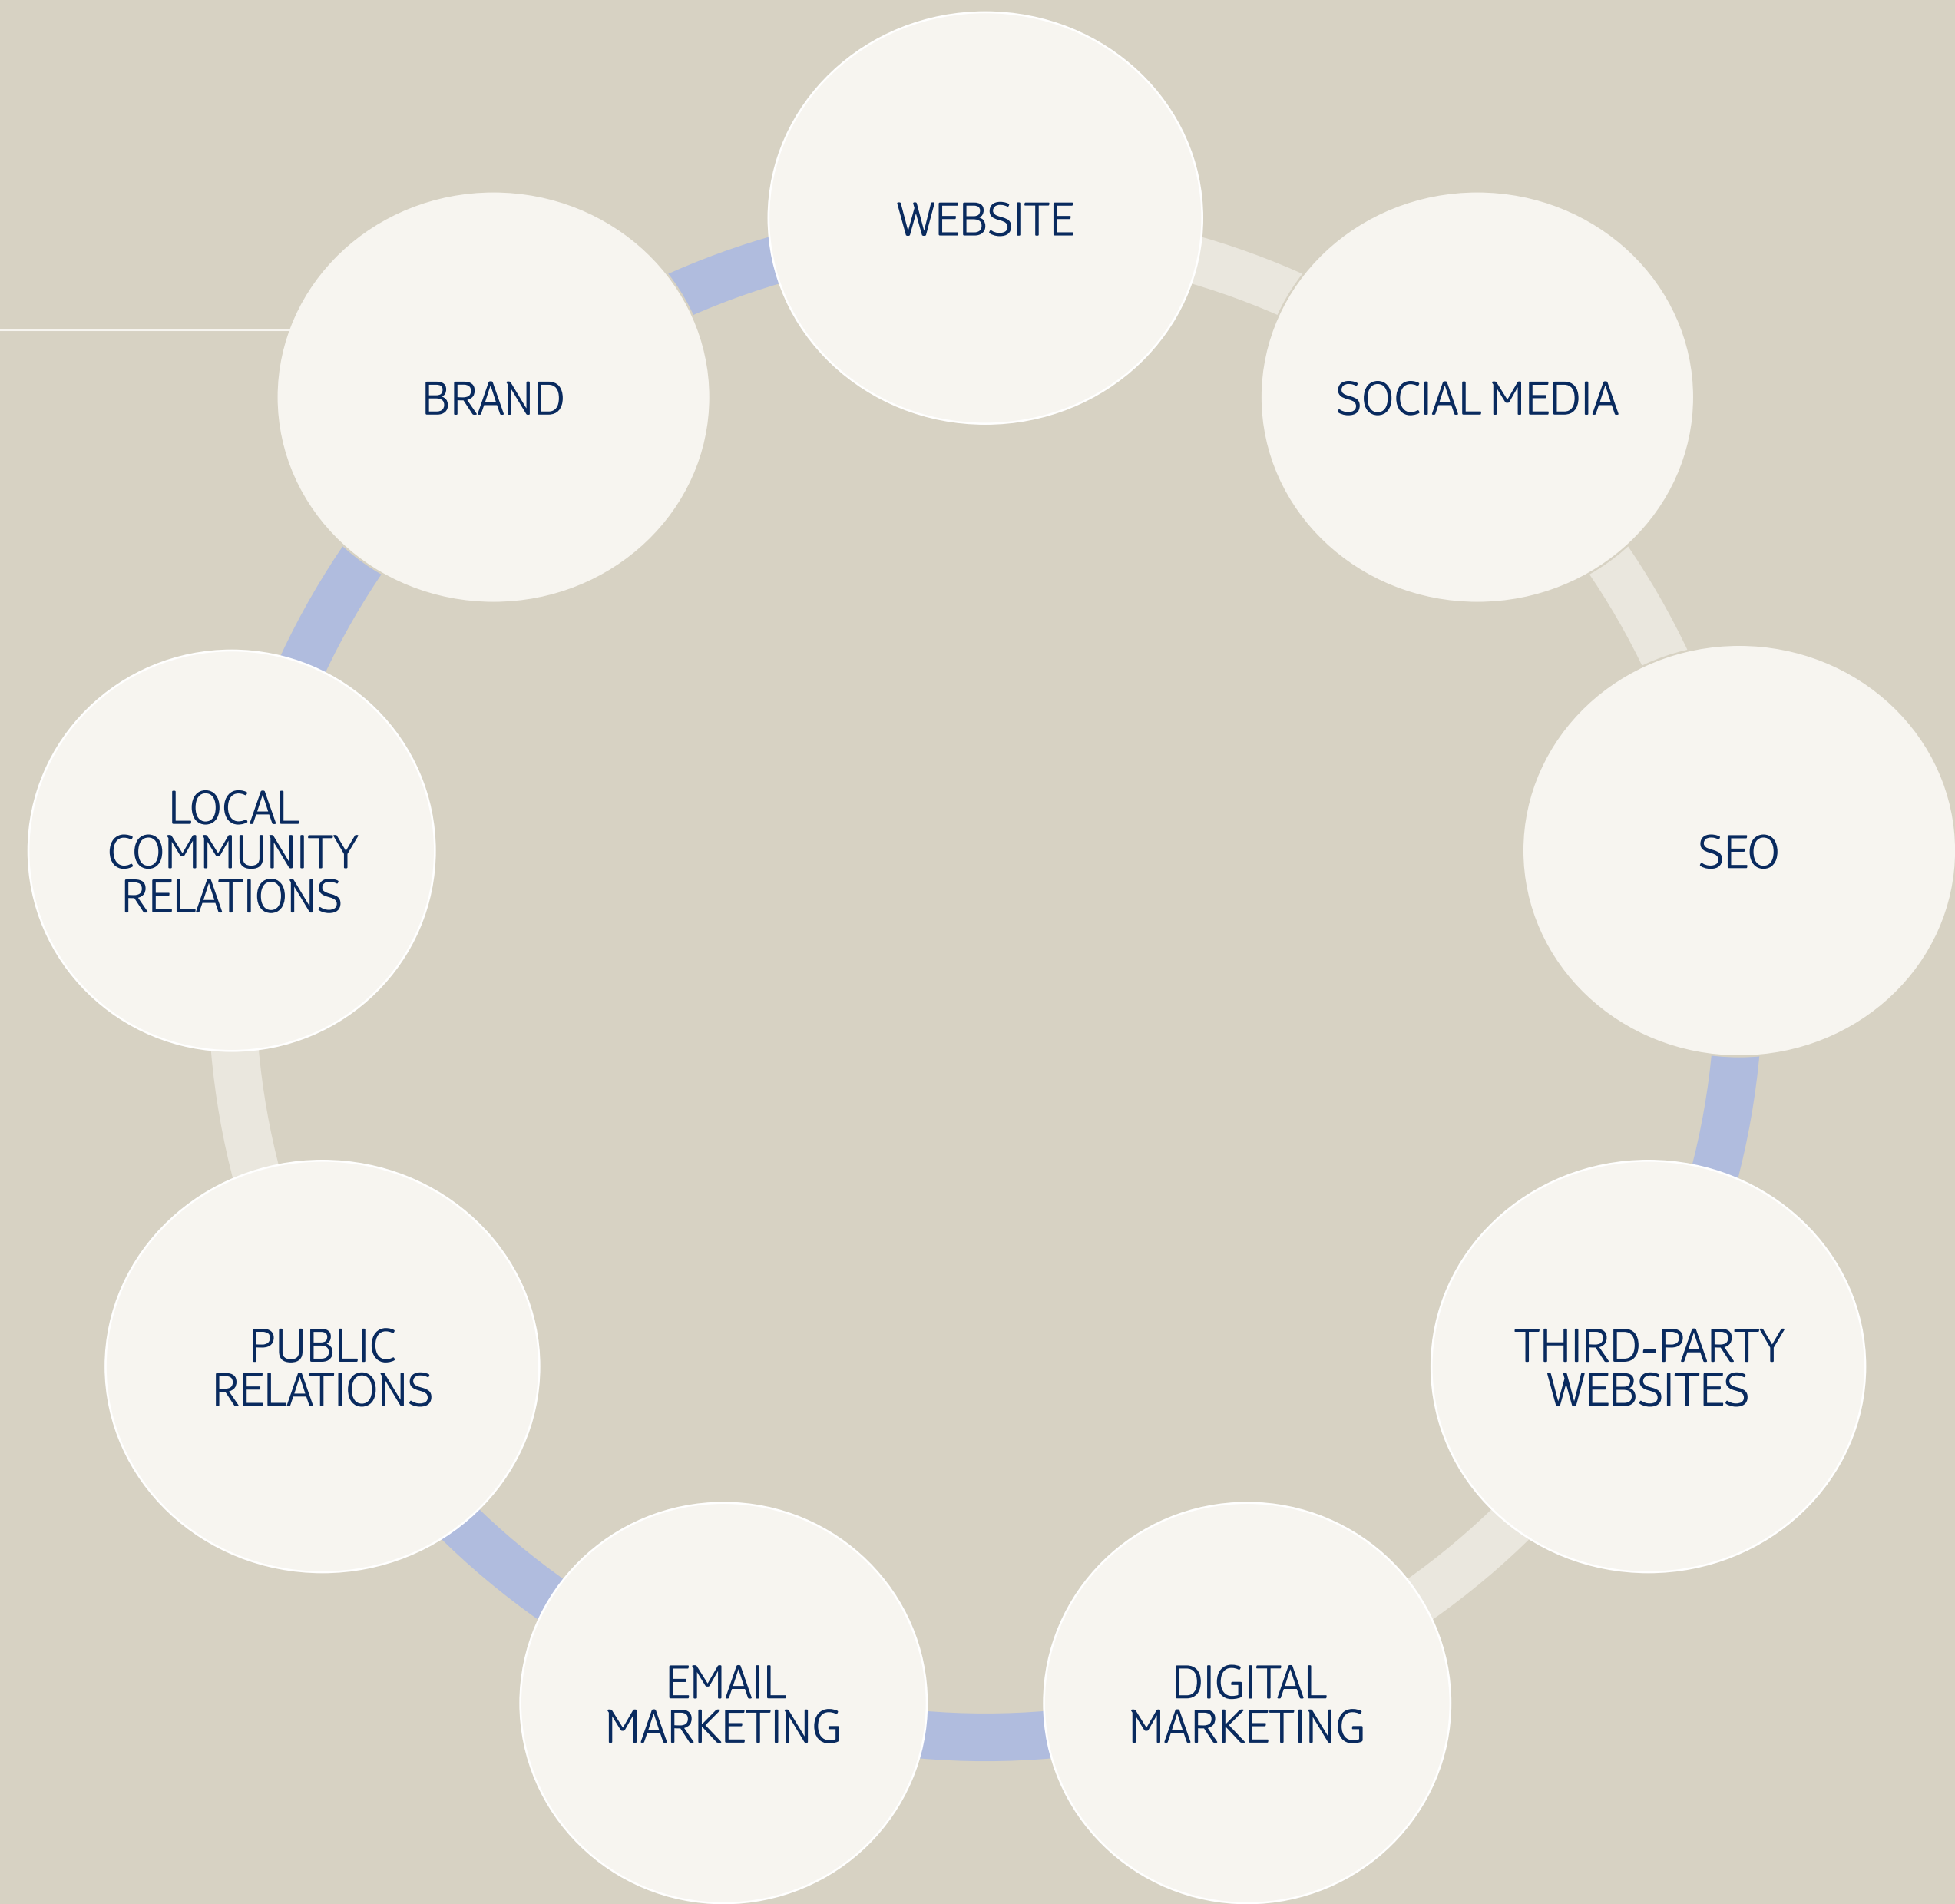 WEBSITE
BRAND
SOCIAL MEDIA
LOCAL
COMMUNITY
RELATIONS
SEO
PUBLIC
RELATIONS
THIRD-PARTY
WEBSITES
EMAIL
MARKETING
DIGITAL
MARKETING